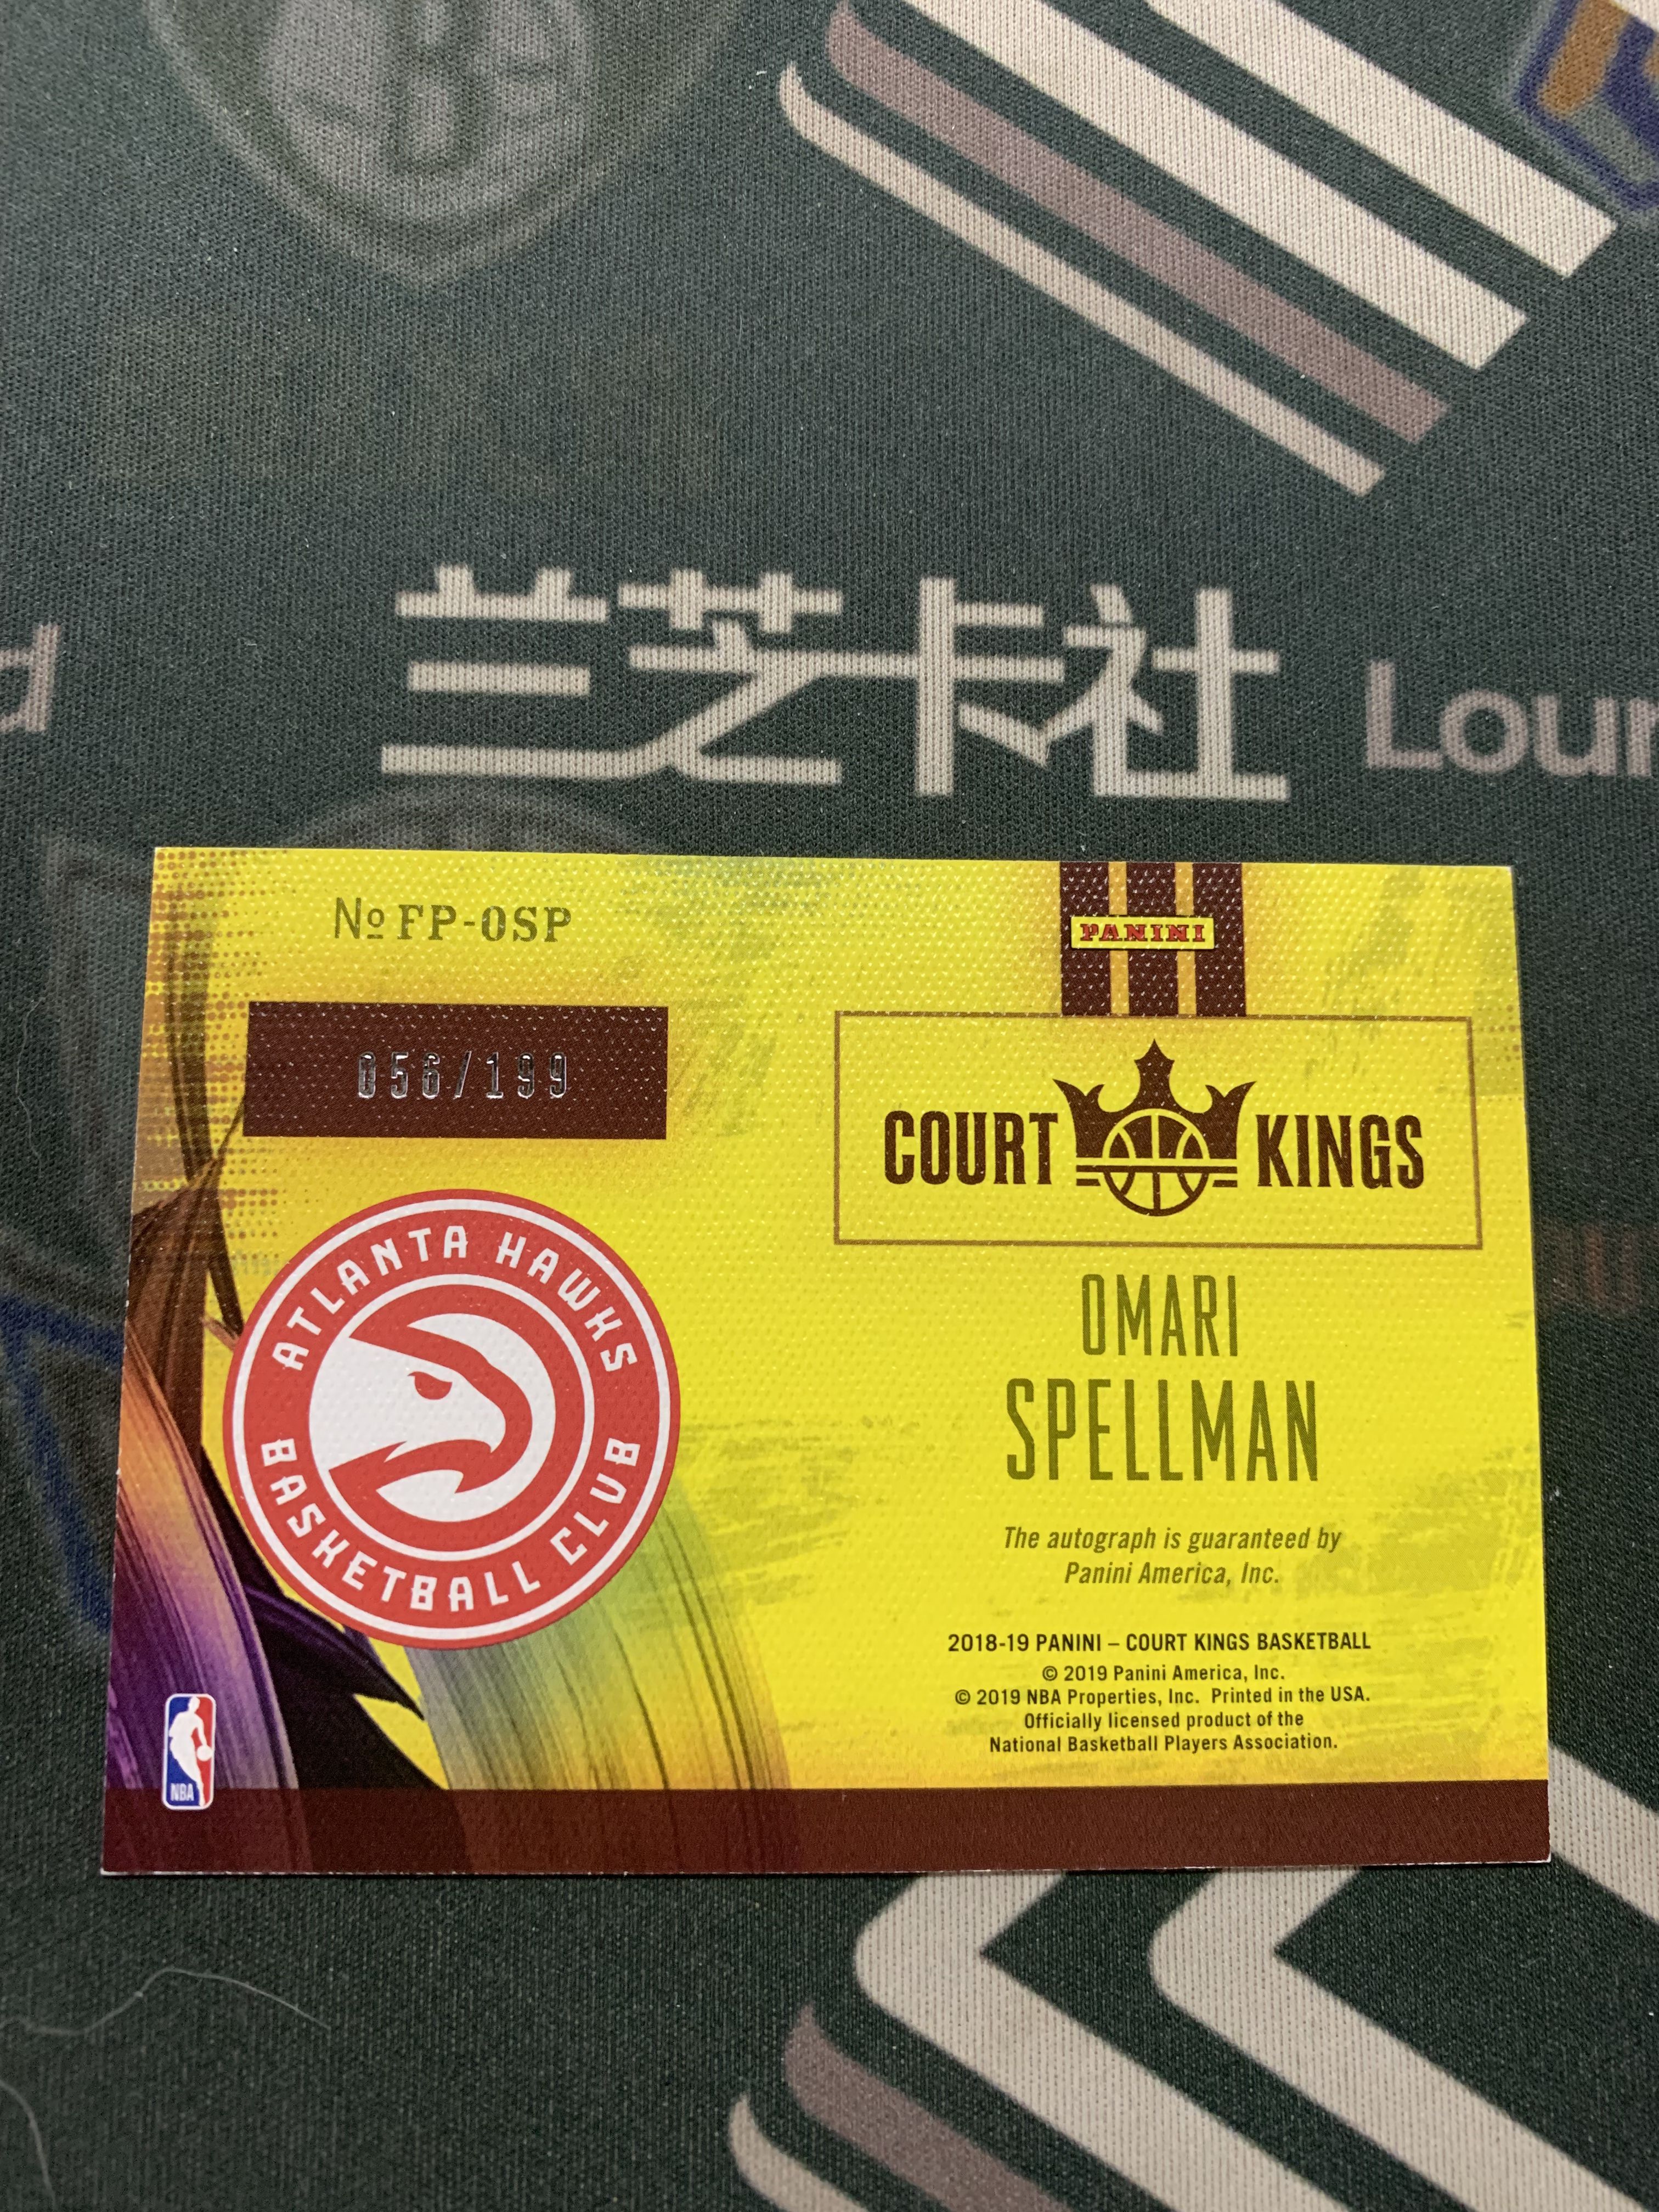 兰芝卡社
No FP-OSP
PANINI
056/199
COURT KINGS
ATLANTA HAWKS
BASKETBALL CLUB
OMARI
SPELLMAN
The autograph is guaranteed by
Panini America, Inc.
2018-19 PANINI – COURT KINGS BASKETBALL
© 2019 Panini America, Inc.
© 2019 NBA Properties, Inc. Printed in the USA.
Officially licensed product of the
National Basketball Players Association.
NBA